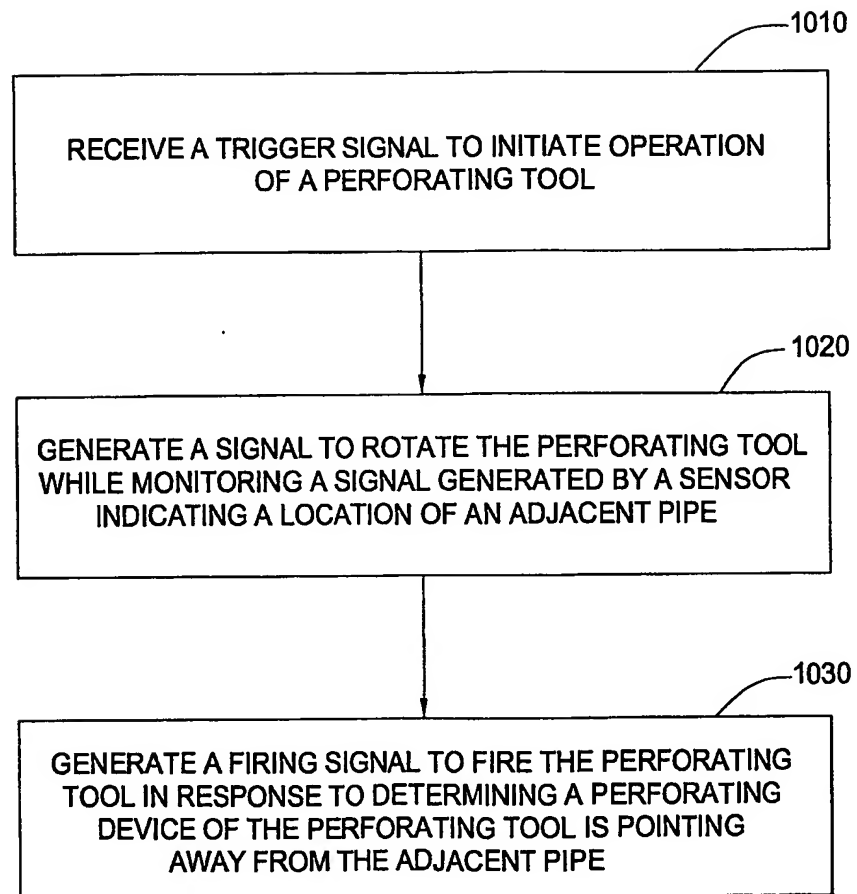 1010
RECEIVE A TRIGGER SIGNAL TO INITIATE OPERATION
OF A PERFORATING TOOL
1020
GENERATE A SIGNAL TO ROTATE THE PERFORATING TOOL
WHILE MONITORING A SIGNAL GENERATED BY A SENSOR
INDICATING A LOCATION OF AN ADJACENT PIPE
1030
GENERATE A FIRING SIGNAL TO FIRE THE PERFORATING
TOOL IN RESPONSE TO DETERMINING A PERFORATING
DEVICE OF THE PERFORATING TOOL IS POINTING
AWAY FROM THE ADJACENT PIPE